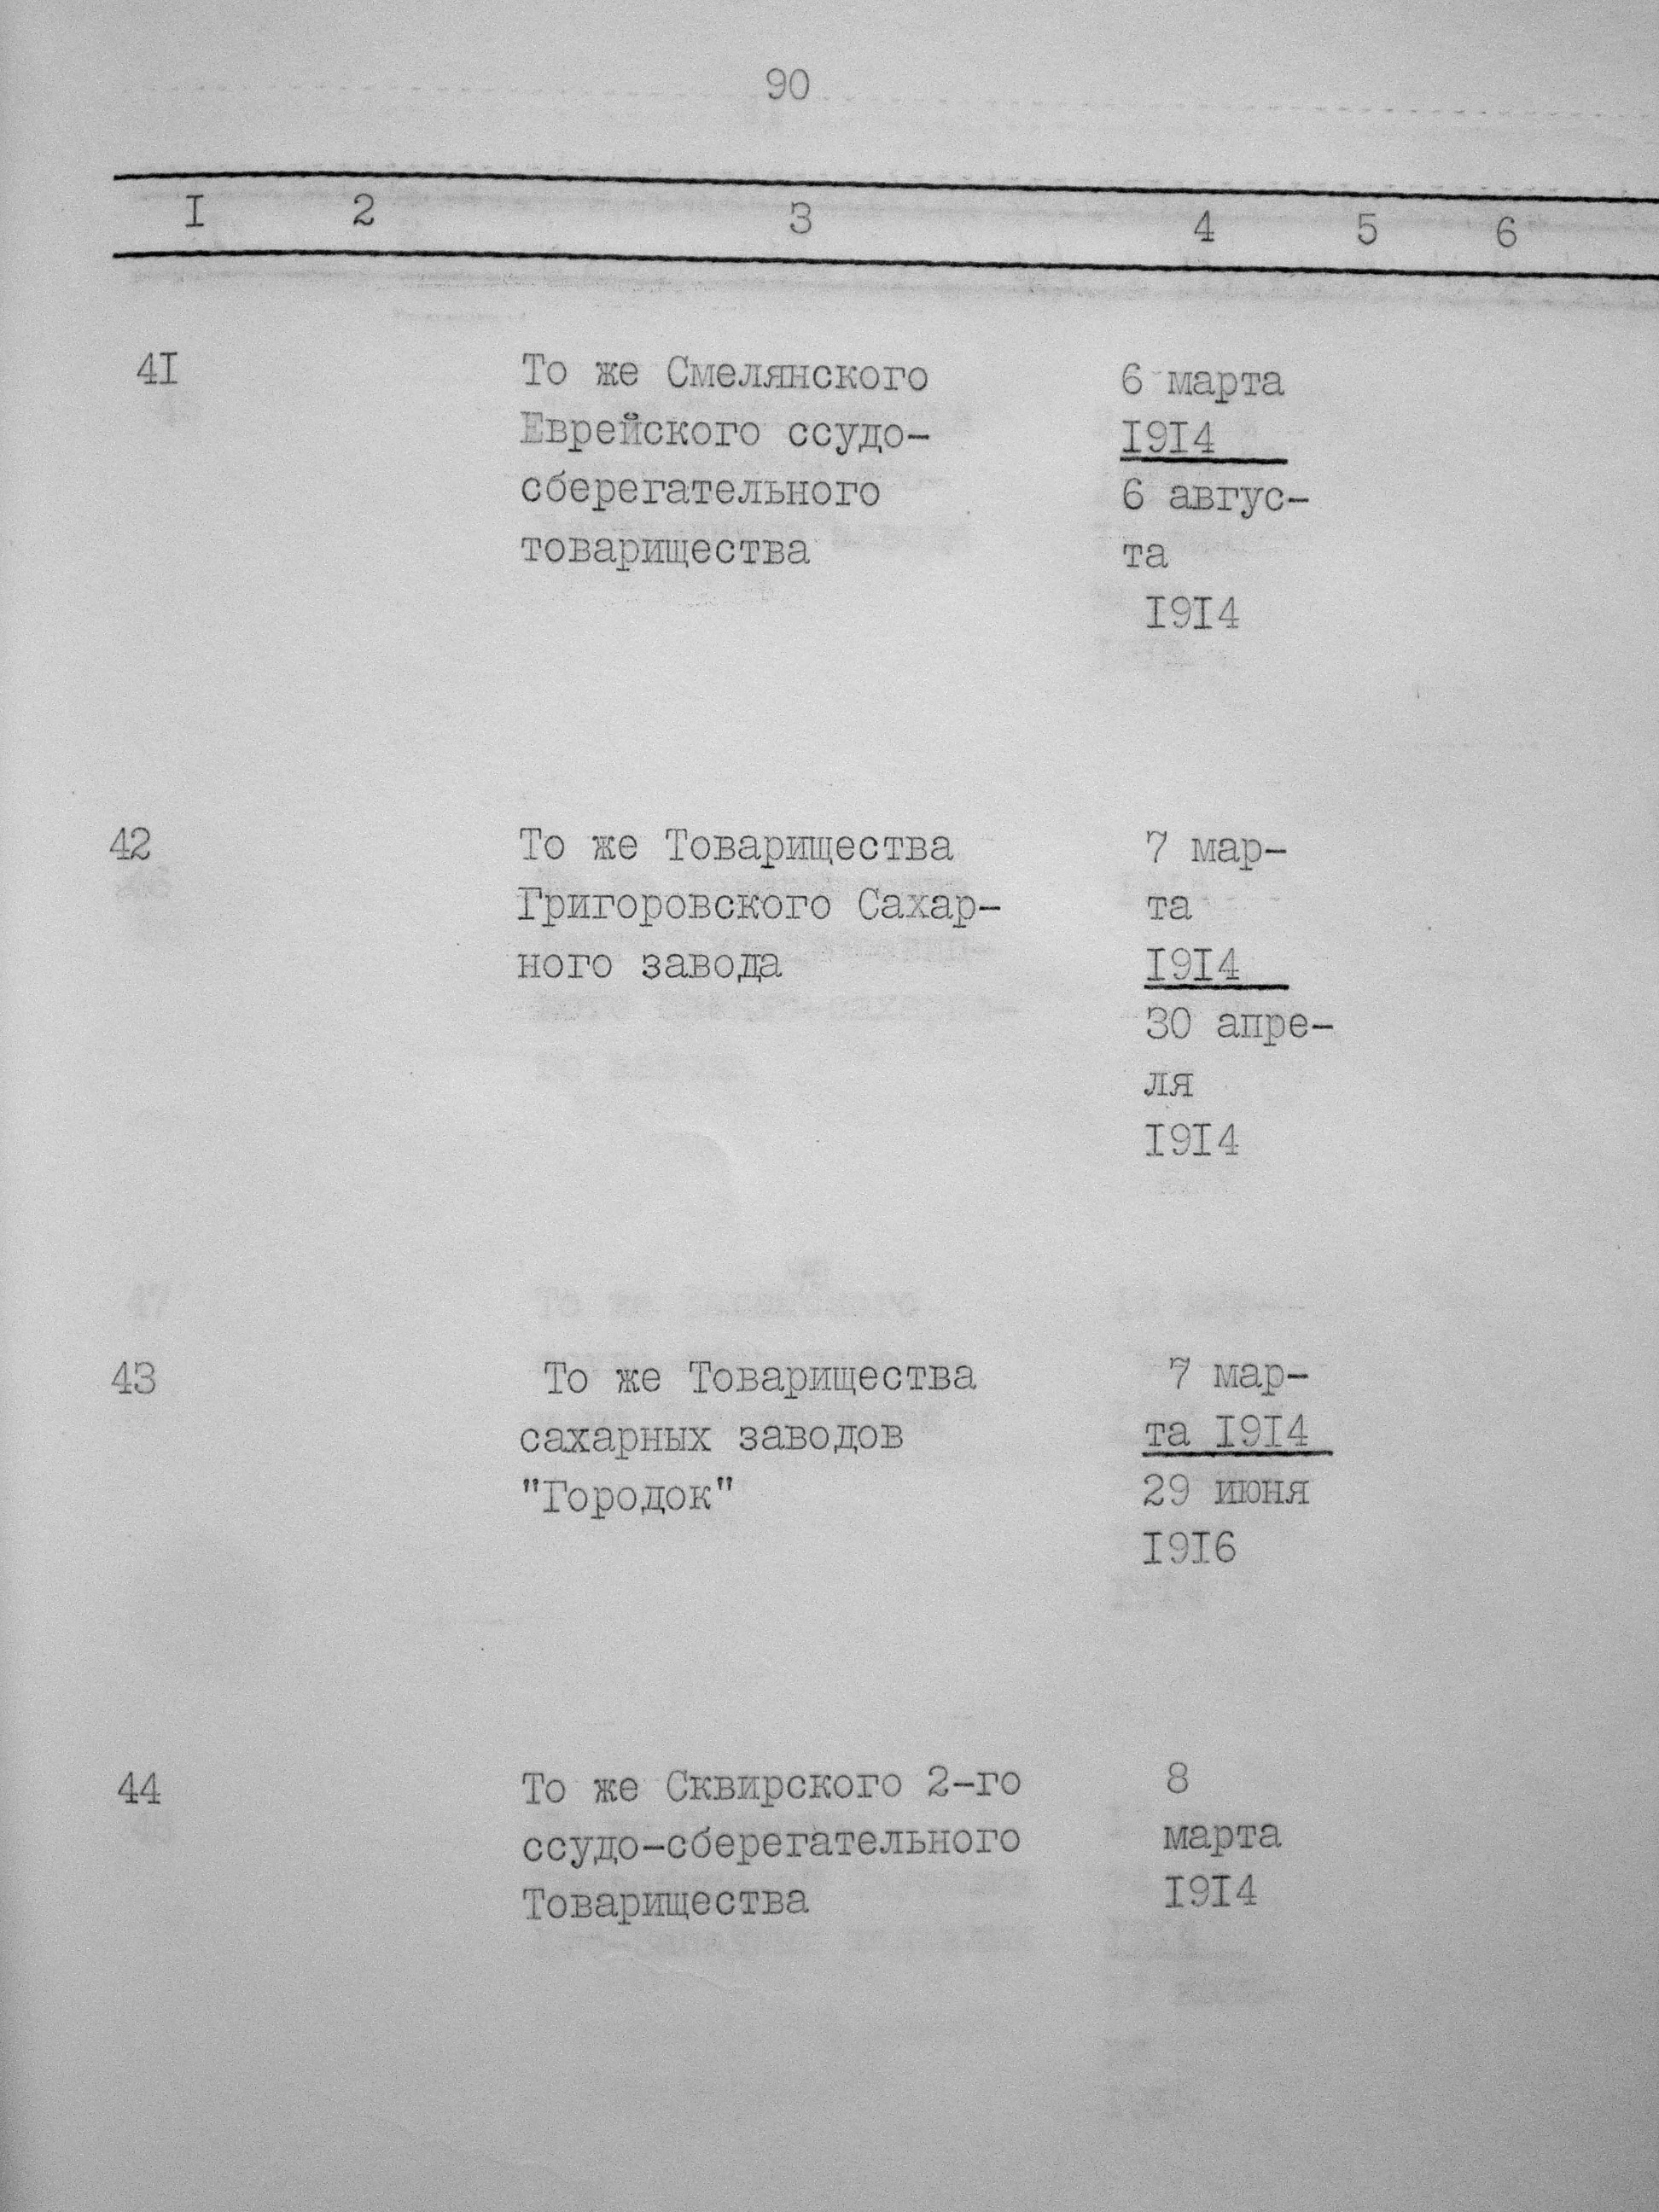 90
I 2 3 4 5 6
4I То же Смелянского 6 марта
Еврейского ссудо- I9I4
сберегательного 6 авгус-
товарищества та
I9I4
42 То же Товарищества 7 мар-
Григоровского Сахар- та
ного завода I9I4
30 апре-
ля
I9I4
43 То же Товарищества 7 мар-
сахарных заводов та I9I4
"Городок" 29 июня
I9I6
44 То же Сквирского 2-го 8
ссудо-сберегательного марта
Товарищества I9I4